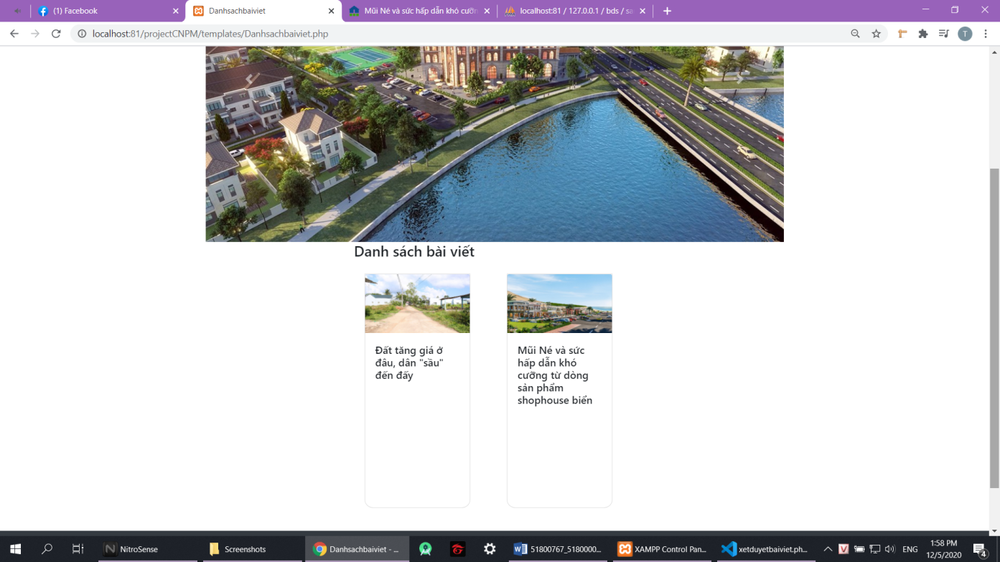 (1) Facebook
Danhsachbaiviet
Mũi Né và sức hấp dẫn khó cưỡn
localhost:81 / 127.0.0.1 / bds / sa
localhost:81/projectCNPM/templates/Danhsachbaiviet.php
T
Danh sách bài viết
Đất tăng giá ở
đâu, dân "sầu"
đến đấy
Mũi Né và sức
hấp dẫn khó
cưỡng từ dòng
sản phẩm
shophouse biển
NitroSense
Screenshots
Danhsachbaiviet - ...
51800767_5180000...
XAMPP Control Pan...
xetduyetbaiviet.ph...
ENG
1:58 PM
12/5/2020
4